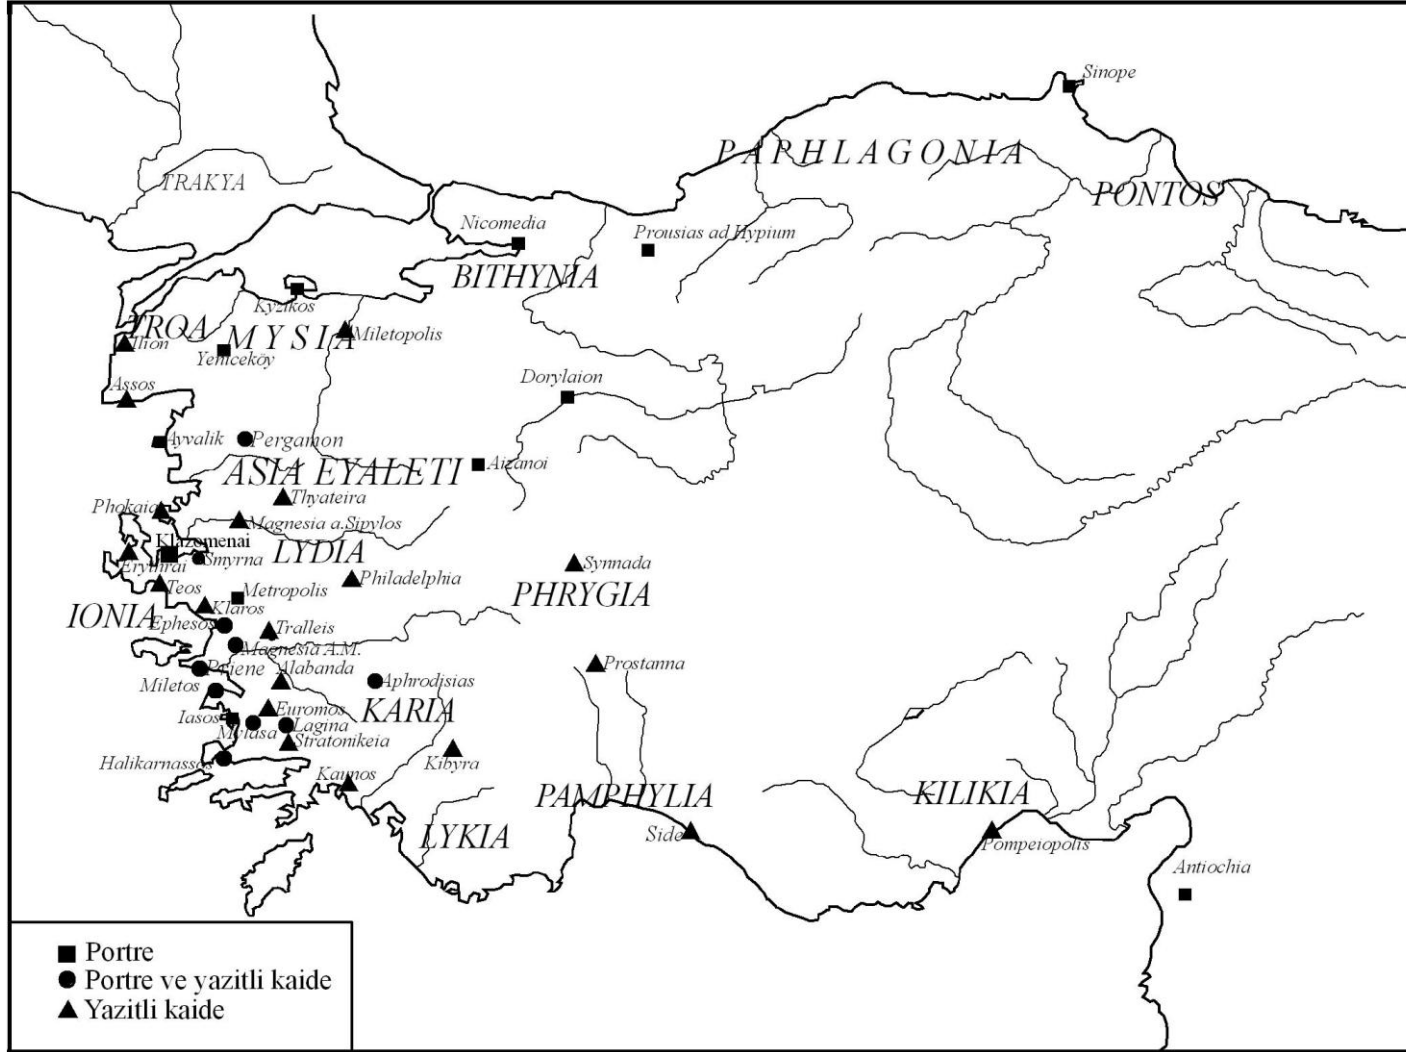 Sinope
PAPHLAGONIA
TRAKYA
PONTOS
Nicomedia
Prousias ad Hypium
BITHYNIA
Kyzikos
TROA
MYSIA
Miletopolis
Ilion
Yeniceköy
Assos
Dorylaion
Ayvalik
Pergamon
ASIA EYALETI
Aizanoi
Thyateira
Phokaia
Magnesia a.Sipylos
Klazomenai
LYDIA
Erythrai
Smyrna
Synnada
Teos
Philadelphia
Metropolis
PHRYGIA
Klaros
IONIA
Ephesos
Tralleis
Magnesia A.M.
Priene
Alabanda
Prostanna
Miletos
Aphrodisias
Iasos
Euromos
KARIA
Mylasa
Lagina
Stratonikeia
Halikarnassos
Kibyra
Kaunos
PAMPHYLIA
KILIKIA
LYKIA
Side
Pompeiopolis
Antiochia
Portre
Portre ve yazitli kaide
Yazitli kaide